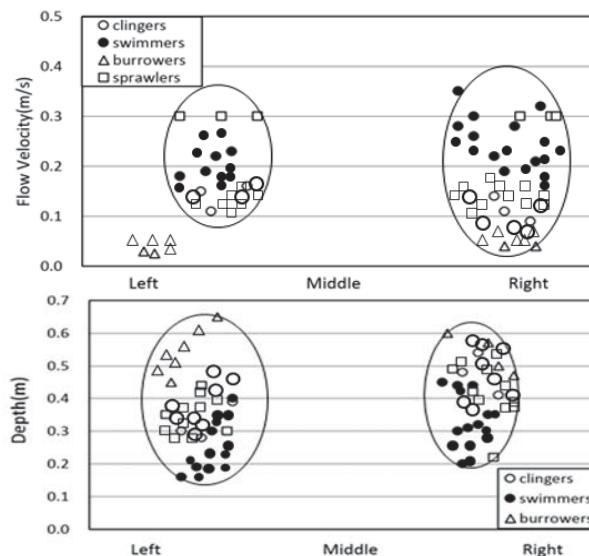 0.5
clingers
swimmers
burrowers
sprawlers
0.4
0.3
0.2
0.1
0.0
Flow Velocity(m/s)
Left Middle Right
0.7
0.6
0.5
0.4
0.3
0.2
0.1
0.0
Depth(m)
clingers
swimmers
burrowers
Left Middle Right